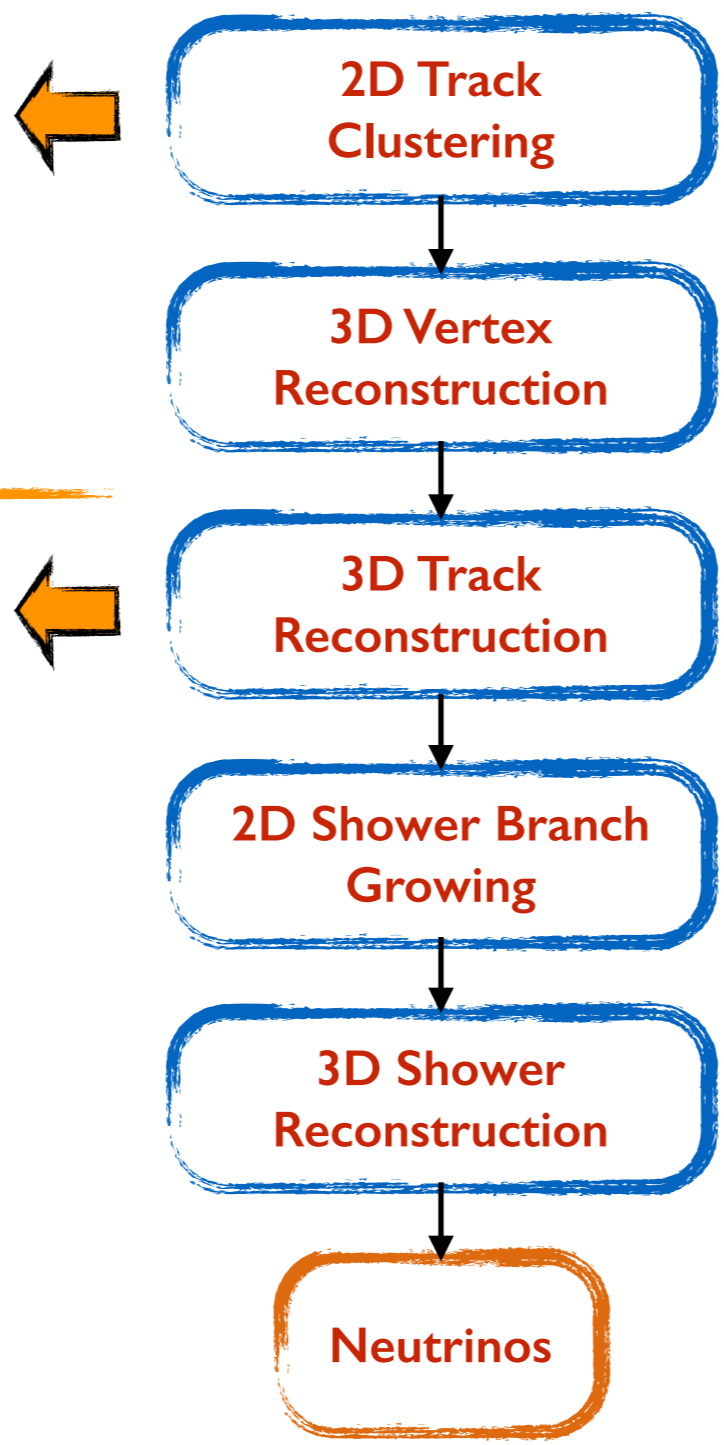 2D Track
Clustering
3D Vertex
Reconstruction
3D Track
Reconstruction
2D Shower Branch
Growing
3D Shower
Reconstruction
Neutrinos